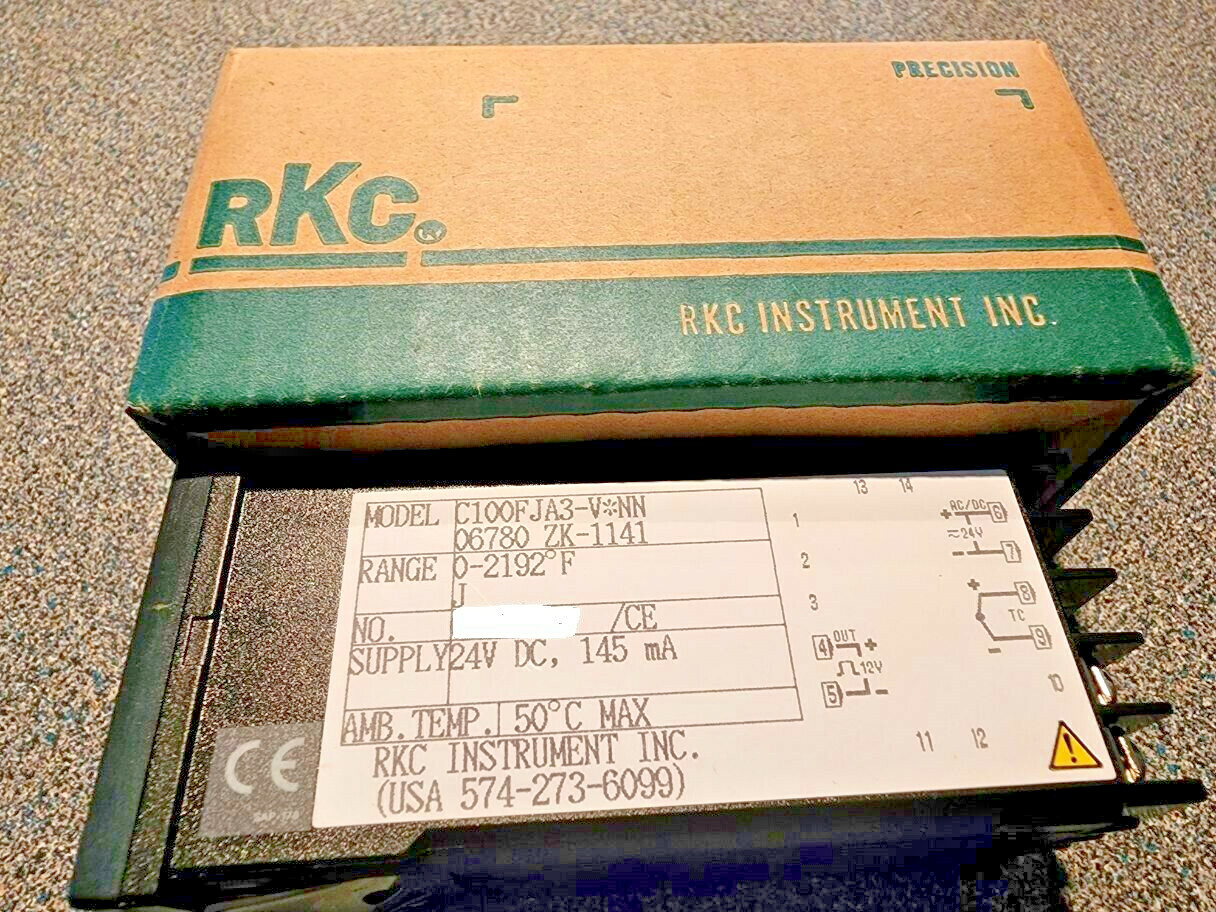 PRECISION
RKC
RKC INSTRUMENT INC.
MODEL C100FJA3-V*NN
06780 ZK-1141
RANGE 0-2192°F
J
NO. /CE
SUPPLY 24V DC, 145 mA
AMB.TEMP. 50°C MAX
RKC INSTRUMENT INC.
(USA 574-273-6099)
13 14
1
2
3
4 OUT +
⎍ 12V
5 -
+ AC/DC 6
≂24V
- 7
+ 8
TC
- 9
10
11 12
CE